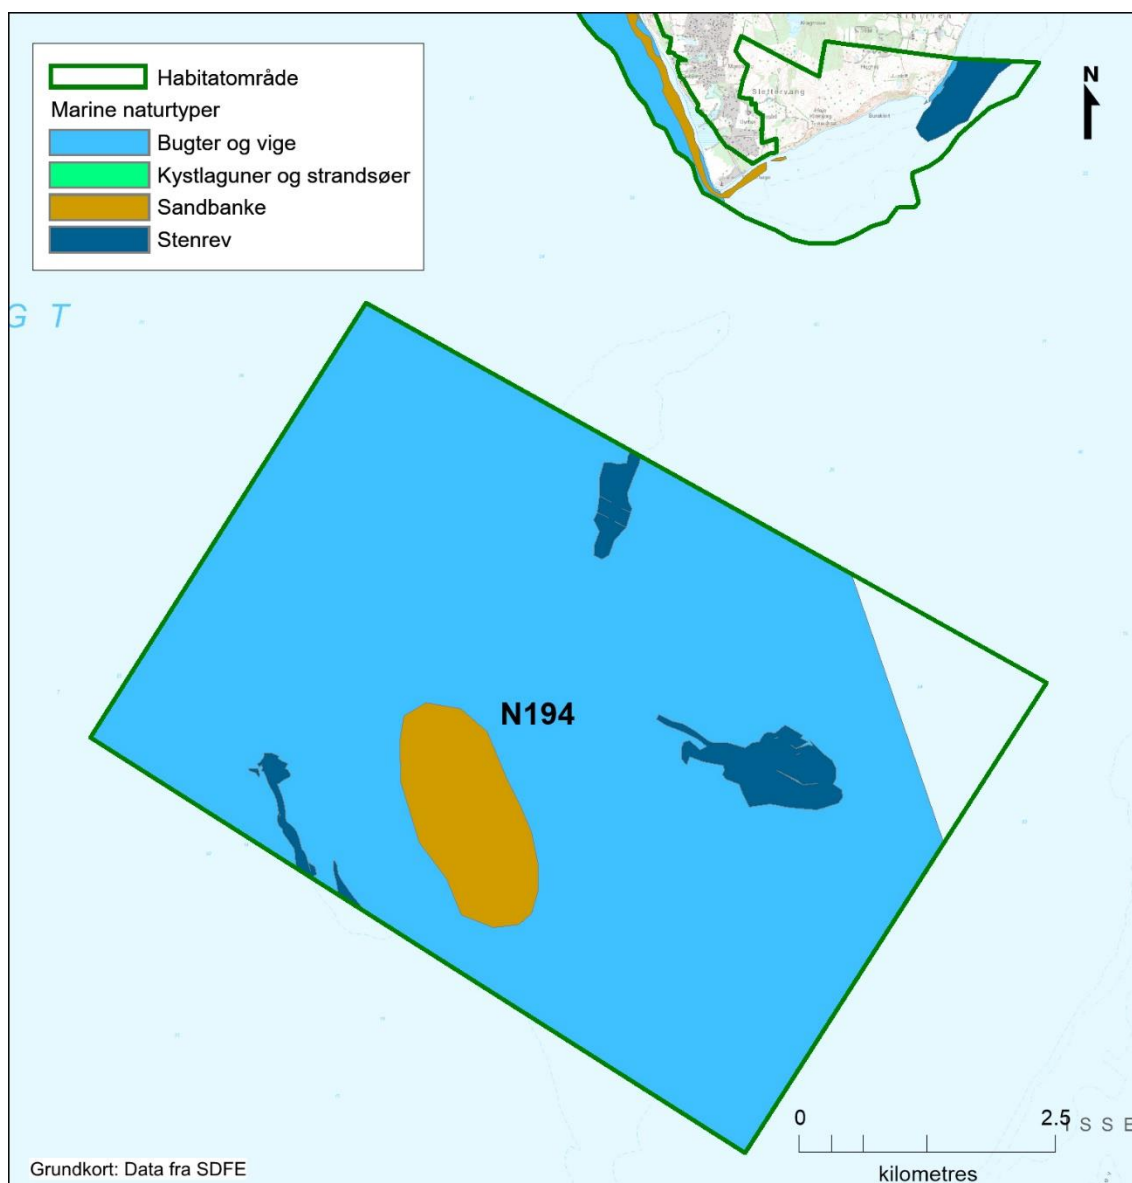 Habitatområde
Marine naturtyper
Bugter og vige
Kystlaguner og strandsøer
Sandbanke
Stenrev
N
G T
N194
0 2.5
I S S E
kilometres
Grundkort: Data fra SDFE